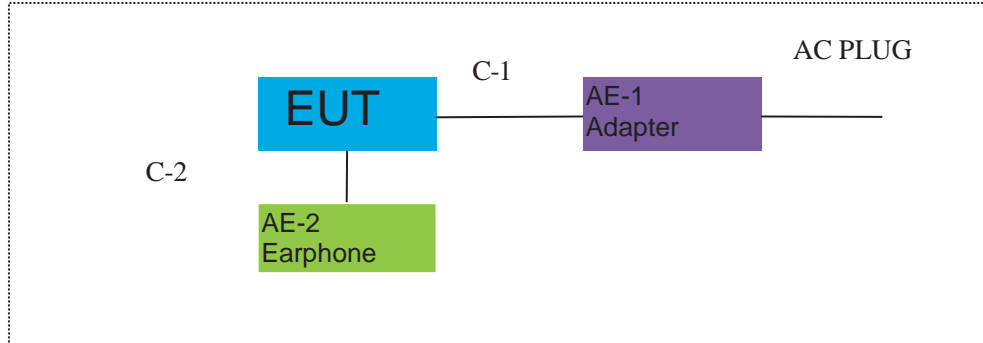 AC PLUG
C-1
EUT
AE-1
Adapter
C-2
AE-2
Earphone